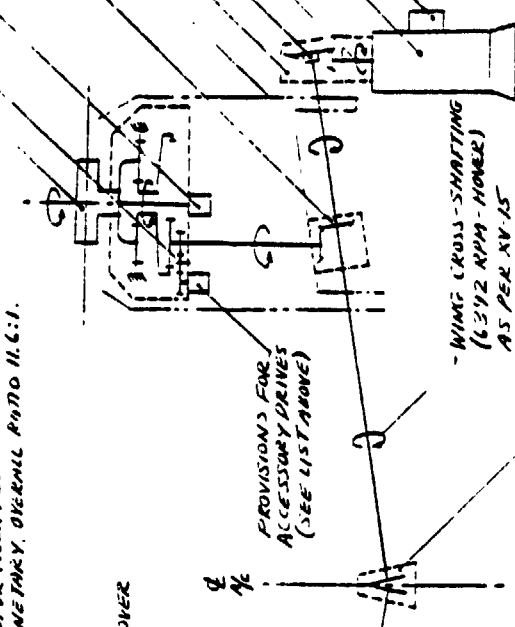 NETARY, OVERALL RATIO 11.6:1.
OVER
PROVISIONS FOR
ACCESSORY DRIVES
(SEE LIST ABOVE)
℄
A/C
- WING CROSS-SHAFTING
(6392 RPM-HOVER)
AS PER XV-15